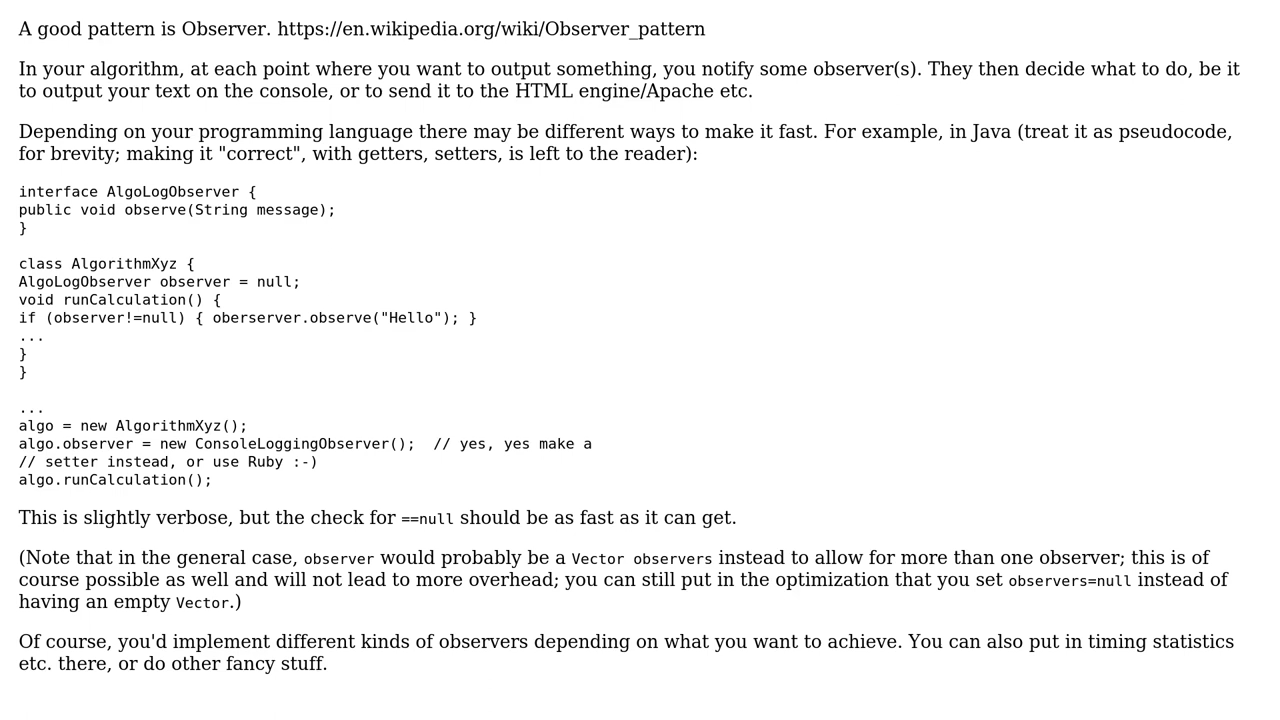 A good pattern is Observer. https://en.wikipedia.org/wiki/Observer_pattern
In your algorithm, at each point where you want to output something, you notify some observer(s). They then decide what to do, be it
to output your text on the console, or to send it to the HTML engine/Apache etc.
Depending on your programming language there may be different ways to make it fast. For example, in Java (treat it as pseudocode,
for brevity; making it "correct", with getters, setters, is left to the reader):
interface AlgoLogObserver {
public void observe(String message);
}
class AlgorithmXyz {
AlgoLogObserver observer = null;
void runCalculation() {
if (observer!=null) { oberserver.observe("Hello"); }
...
}
}
...
algo = new AlgorithmXyz();
algo.observer = new ConsoleLoggingObserver();  // yes, yes make a
// setter instead, or use Ruby :-)
algo.runCalculation();
This is slightly verbose, but the check for ==null should be as fast as it can get.
(Note that in the general case, observer would probably be a Vector observers instead to allow for more than one observer; this is of
course possible as well and will not lead to more overhead; you can still put in the optimization that you set observers=null instead of
having an empty Vector.)
Of course, you'd implement different kinds of observers depending on what you want to achieve. You can also put in timing statistics
etc. there, or do other fancy stuff.